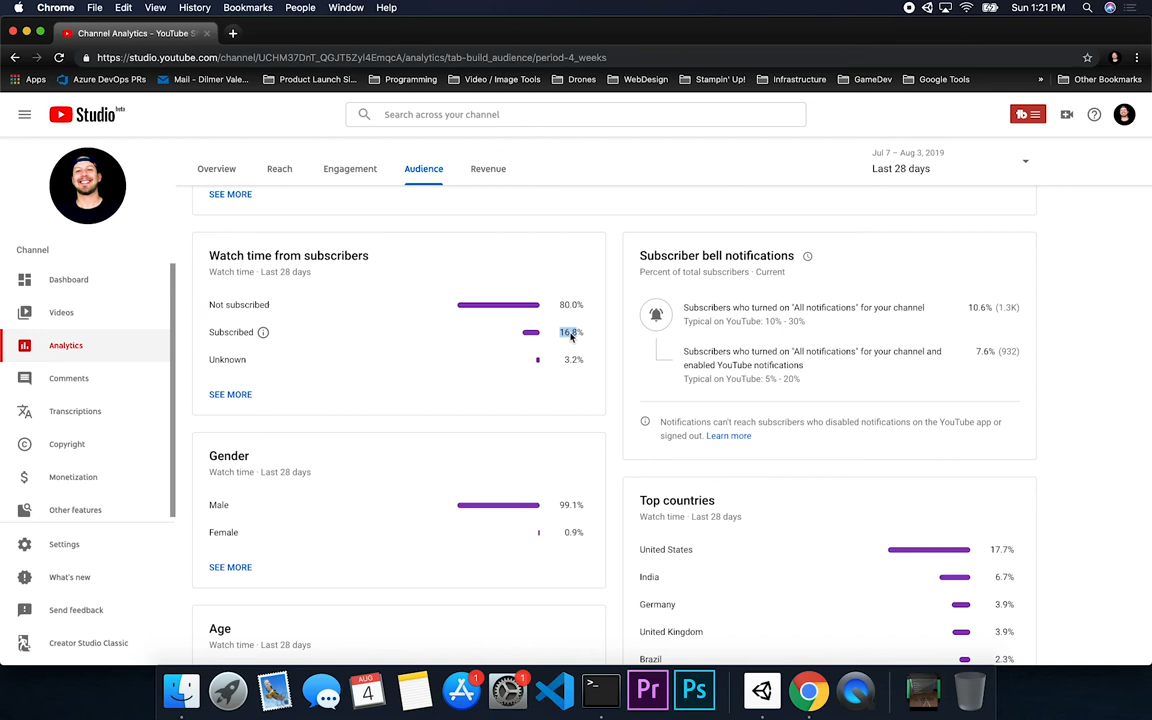 Chrome File Edit View History Bookmarks People Window Help Sun 1:21 PM
Channel Analytics - YouTube S
https://studio.youtube.com/channel/UCHM37DnT_QGJT5Zyl4EmqcA/analytics/tab-build_audience/period-4_weeks
Apps Azure DevOps PRs Mail - Dilmer Vale... Product Launch Si... Programming Video / Image Tools Drones WebDesign Stampin' Up! Infrastructure GameDev Google Tools » Other Bookmarks
Studio beta
Search across your channel
tb
Overview Reach Engagement Audience Revenue
Jul 7 – Aug 3, 2019
Last 28 days
Channel
Dashboard
Videos
Analytics
Comments
Transcriptions
Copyright
Monetization
Other features
Settings
What's new
Send feedback
Creator Studio Classic
SEE MORE
Watch time from subscribers
Watch time · Last 28 days
Not subscribed 80.0%
Subscribed 16.8%
Unknown 3.2%
SEE MORE
Gender
Watch time · Last 28 days
Male 99.1%
Female 0.9%
SEE MORE
Age
Watch time · Last 28 days
Subscriber bell notifications
Percent of total subscribers · Current
Subscribers who turned on "All notifications" for your channel 10.6% (1.3K)
Typical on YouTube: 10% - 30%
Subscribers who turned on "All notifications" for your channel and 7.6% (932)
enabled YouTube notifications
Typical on YouTube: 5% - 20%
Notifications can't reach subscribers who disabled notifications on the YouTube app or
signed out. Learn more
Top countries
Watch time · Last 28 days
United States 17.7%
India 6.7%
Germany 3.9%
United Kingdom 3.9%
Brazil 2.3%
AUG
4
1
1
Pr
Ps